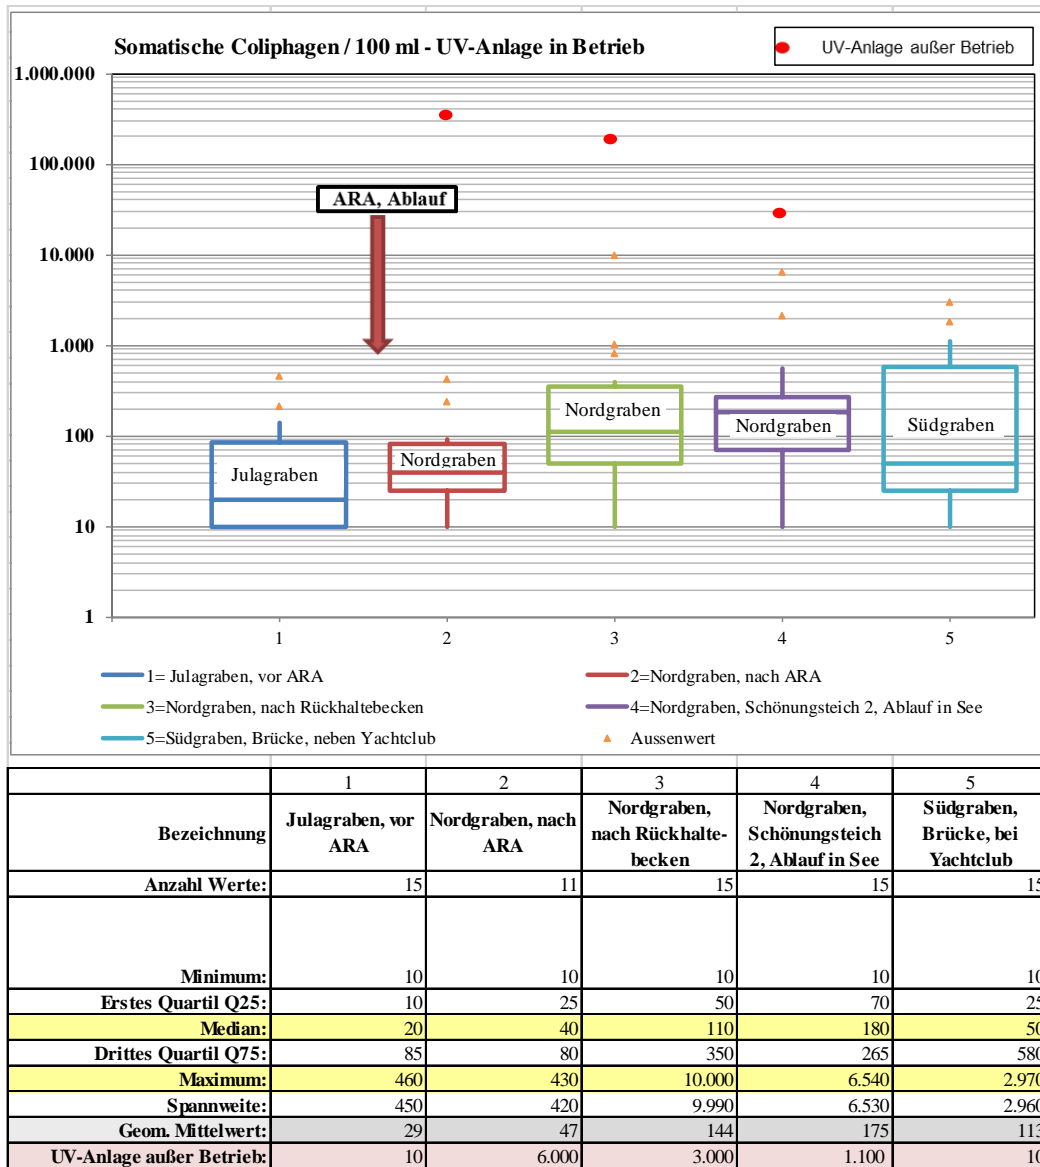 Somatische Coliphagen / 100 ml - UV-Anlage in Betrieb
UV-Anlage außer Betrieb
1.000.000
100.000
10.000
1.000
100
10
1
ARA, Ablauf
Julagraben
Nordgraben
Nordgraben
Nordgraben
Südgraben
1 2 3 4 5
1= Julagraben, vor ARA
2=Nordgraben, nach ARA
3=Nordgraben, nach Rückhaltebecken
4=Nordgraben, Schönungsteich 2, Ablauf in See
5=Südgraben, Brücke, neben Yachtclub
Aussenwert
1 2 3 4 5
Bezeichnung
Julagraben, vor
ARA
Nordgraben, nach
ARA
Nordgraben,
nach Rückhalte-
becken
Nordgraben,
Schönungsteich
2, Ablauf in See
Südgraben,
Brücke, bei
Yachtclub
Anzahl Werte: 15 11 15 15 15
Minimum: 10 10 10 10 10
Erstes Quartil Q25: 10 25 50 70 25
Median: 20 40 110 180 50
Drittes Quartil Q75: 85 80 350 265 580
Maximum: 460 430 10.000 6.540 2.970
Spannweite: 450 420 9.990 6.530 2.960
Geom. Mittelwert: 29 47 144 175 113
UV-Anlage außer Betrieb: 10 6.000 3.000 1.100 10